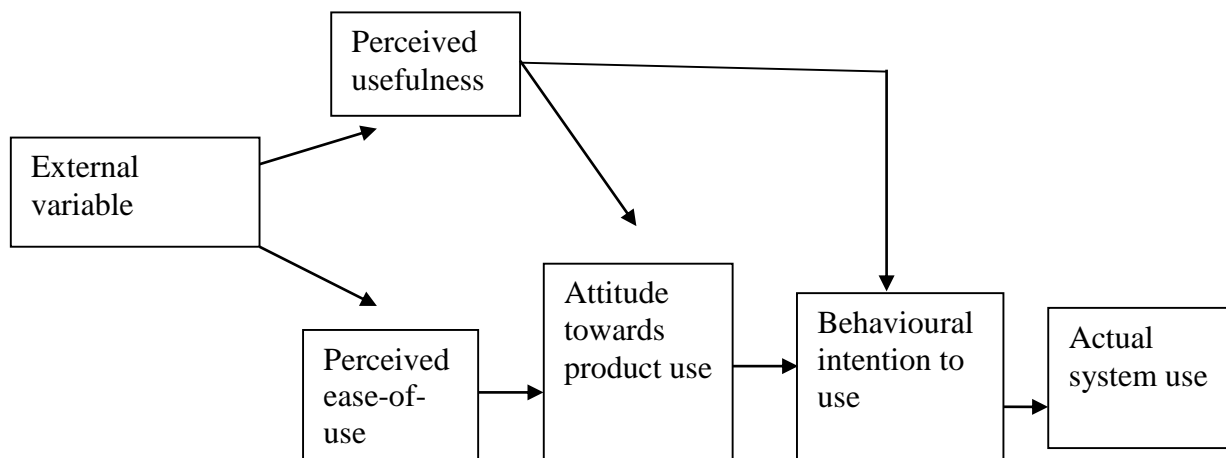 Perceived
usefulness
External
variable
Perceived
ease-of-
use
Attitude
towards
product use
Behavioural
intention to
use
Actual
system use